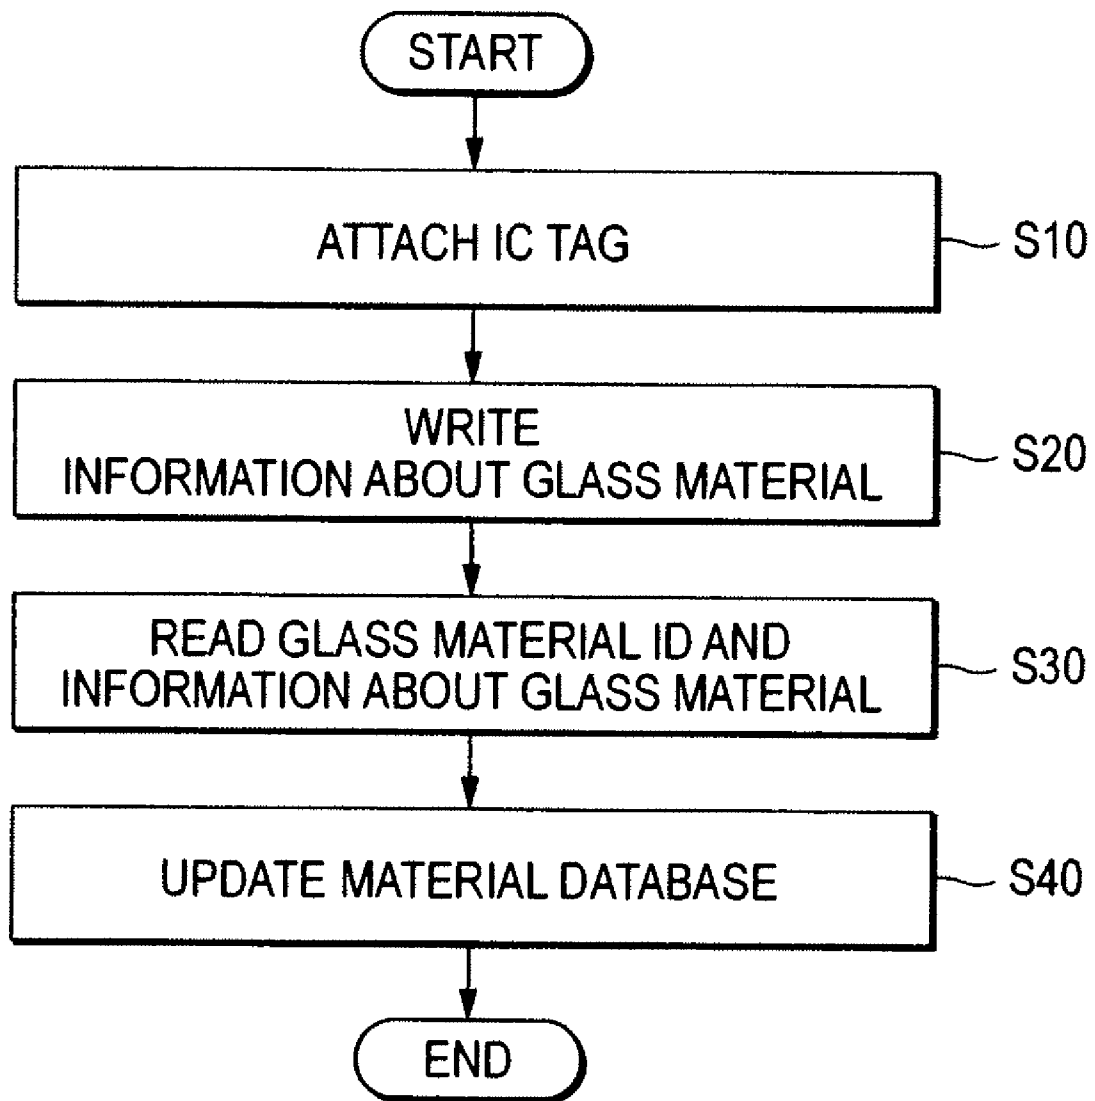 START
ATTACH IC TAG
S10
WRITE
INFORMATION ABOUT GLASS MATERIAL
S20
READ GLASS MATERIAL ID AND
INFORMATION ABOUT GLASS MATERIAL
S30
UPDATE MATERIAL DATABASE
S40
END